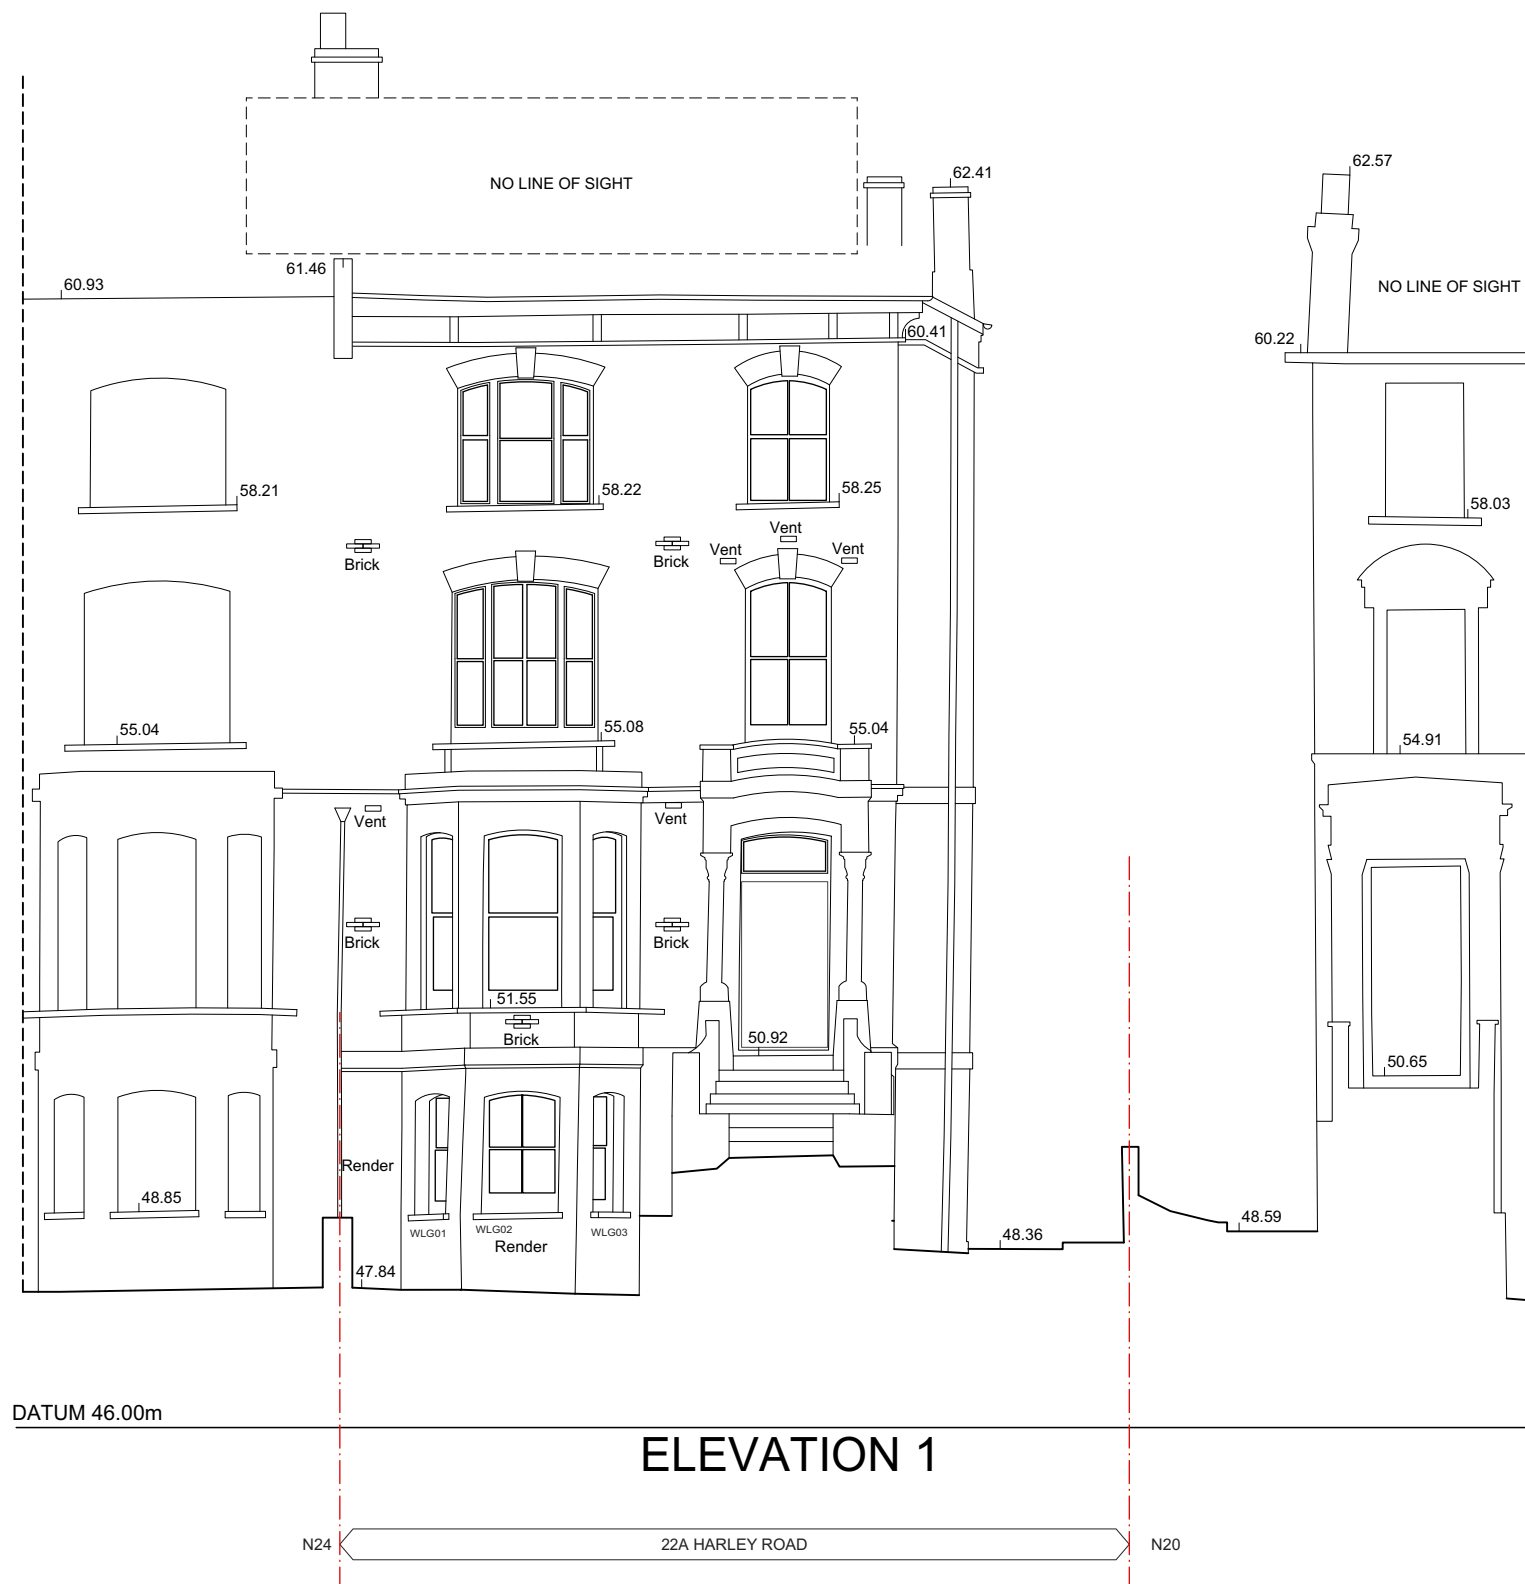 NO LINE OF SIGHT
62.41
62.57
61.46
60.93
NO LINE OF SIGHT
60.41
60.22
58.21
58.22
58.25
58.03
Vent
Brick
Brick
Vent
Vent
55.04
55.08
55.04
54.91
Vent
Vent
Brick
Brick
51.55
Brick
50.92
50.65
Render
48.85
WLG01
WLG02
WLG03
Render
48.36
48.59
47.84
DATUM 46.00m
ELEVATION 1
N24
22A HARLEY ROAD
N20